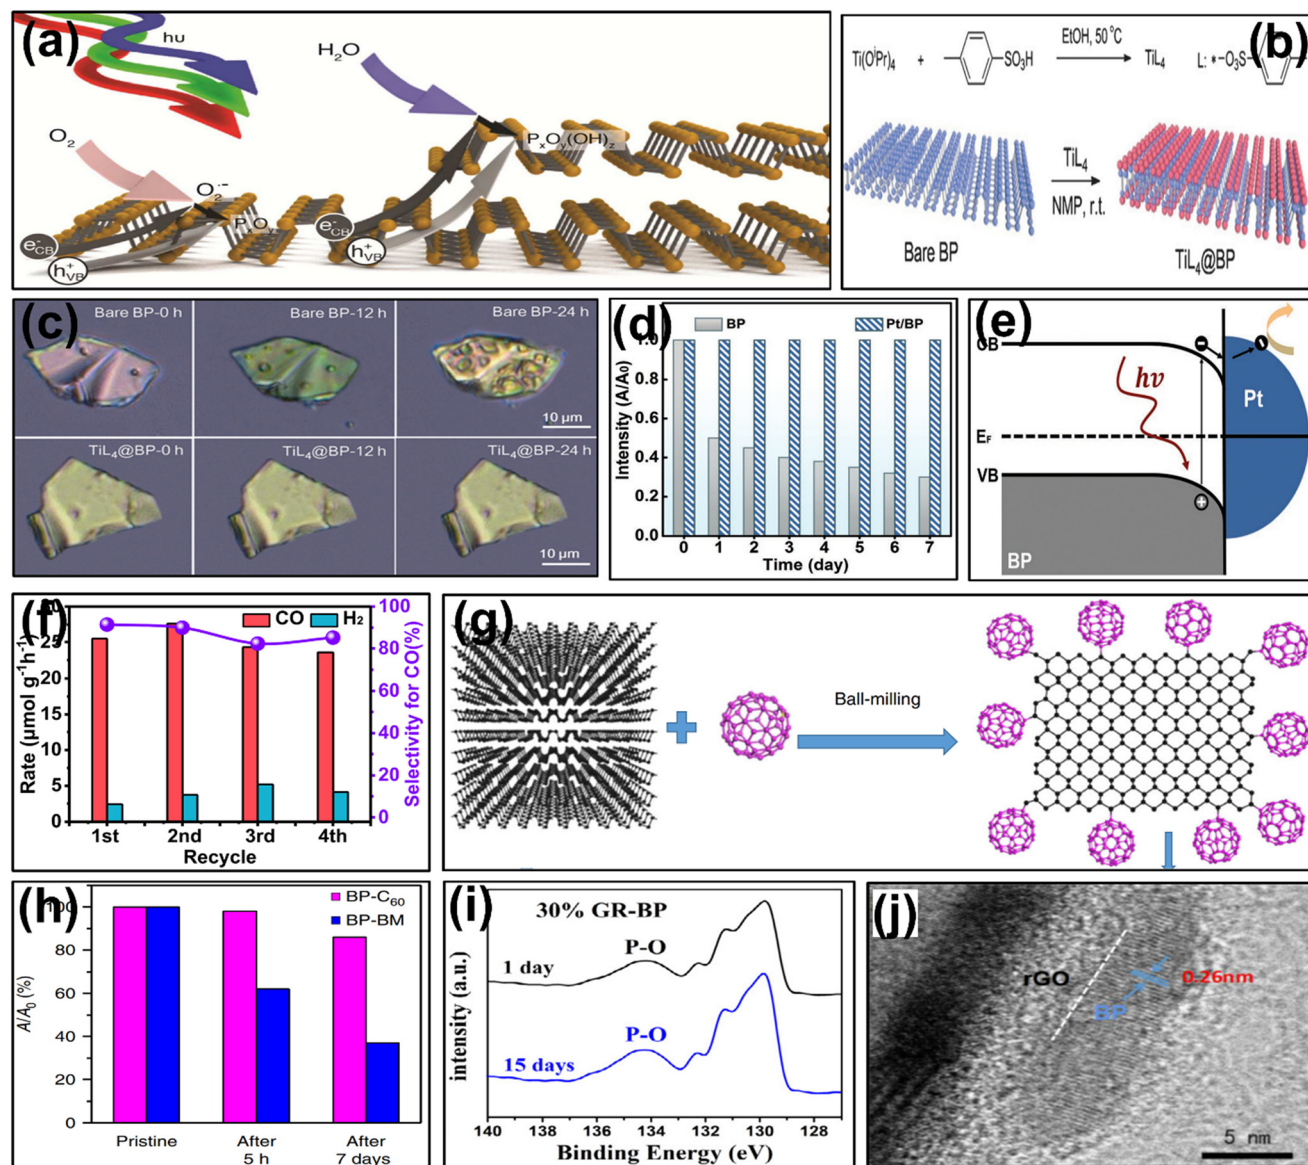 (a)
hυ
H₂O
O₂
O₂·⁻
PₓOᵧ
PₓOᵧ(OH)z
e⁻CB
h⁺VB
e⁻CB
h⁺VB
(b)
Ti(OⁱPr)₄ + SO₃H
EtOH, 50 °C
TiL₄
L: *−O₃S
TiL₄
NMP, r.t.
Bare BP
TiL₄@BP
(c)
Bare BP-0 h
Bare BP-12 h
Bare BP-24 h
10 μm
TiL₄@BP-0 h
TiL₄@BP-12 h
TiL₄@BP-24 h
10 μm
(d)
BP
Pt/BP
Intensity (A/A₀)
0.8
0.6
0.4
0.2
0.0
0 1 2 3 4 5 6 7
Time (day)
(e)
CB
hν
Pt
EF
VB
BP
(f)
CO
H₂
Rate (μmol g⁻¹h⁻¹)
25
20
15
10
5
0
100
80
60
40
20
0
Selectivity for CO(%)
1st 2nd 3rd 4th
Recycle
(g)
Ball-milling
(h)
BP-C₆₀
BP-BM
A/A₀ (%)
100
80
60
40
20
0
Pristine
After
5 h
After
7 days
(i)
30% GR-BP
P-O
1 day
P-O
15 days
intensity (a.u.)
140 138 136 134 132 130 128
Binding Energy (eV)
(j)
rGO
BP
0.26nm
5 nm